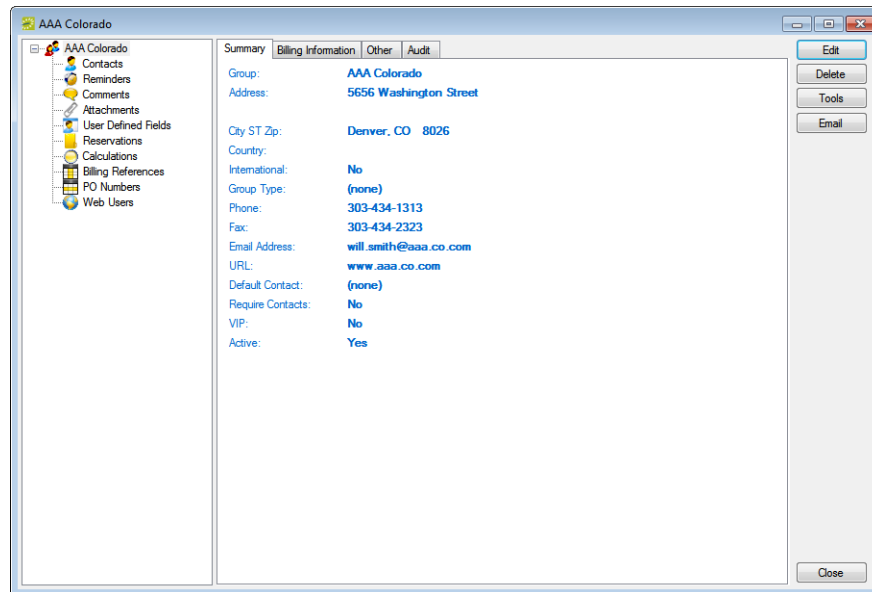 AAA Colorado
AAA Colorado
Contacts
Reminders
Comments
Attachments
User Defined Fields
Reservations
Calculations
Billing References
PO Numbers
Web Users
Summary Billing Information Other Audit
Group: AAA Colorado
Address: 5656 Washington Street
City ST Zip: Denver, CO 8026
Country:
International: No
Group Type: (none)
Phone: 303-434-1313
Fax: 303-434-2323
Email Address: will.smith@aaa.co.com
URL: www.aaa.co.com
Default Contact: (none)
Require Contacts: No
VIP: No
Active: Yes
Edit
Delete
Tools
Email
Close